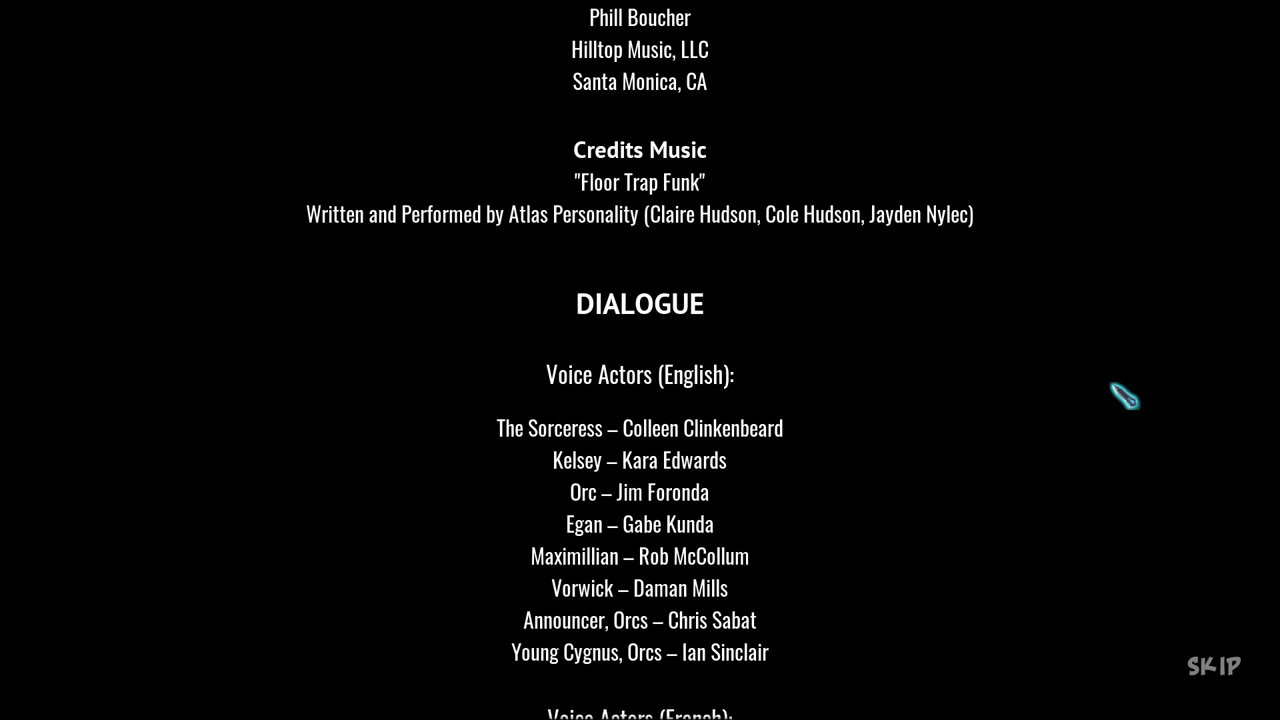 Phill Boucher
Hilltop Music, LLC
Santa Monica, CA
Credits Music
"Floor Trap Funk"
Written and Performed by Atlas Personality (Claire Hudson, Cole Hudson, Jayden Nylec)
DIALOGUE
Voice Actors (English):
The Sorceress – Colleen Clinkenbeard
Kelsey – Kara Edwards
Orc – Jim Foronda
Egan – Gabe Kunda
Maximillian – Rob McCollum
Vorwick – Daman Mills
Announcer, Orcs – Chris Sabat
Young Cygnus, Orcs – Ian Sinclair
SKIP
Voice Actors (French):